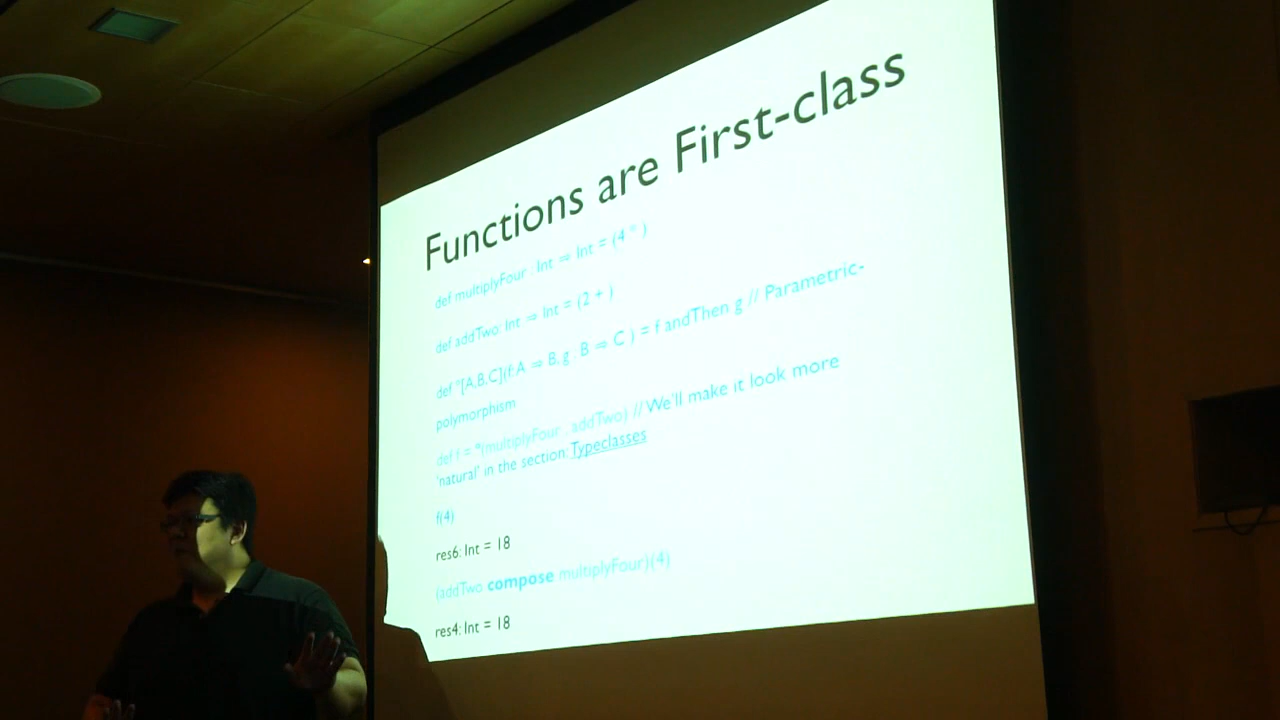 Functions are First-class
def multiplyFour : Int ⇒ Int = (4 * )
def addTwo: Int ⇒ Int = (2 + )
def ~[A,B,C](f:A ⇒ B, g : B ⇒ C ) = f andThen g // Parametric-
polymorphism
def f = ~(multiplyFour , addTwo) // We'll make it look more
'natural' in the section: Typeclasses
f(4)
res6: Int = 18
(addTwo compose multiplyFour)(4)
res4: Int = 18